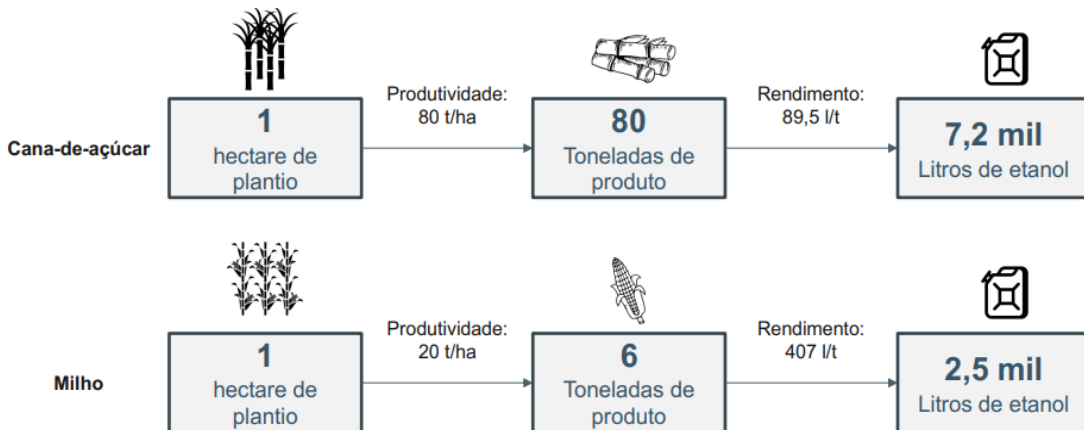 Cana-de-açúcar
1
hectare de
plantio
Produtividade:
80 t/ha
80
Toneladas de
produto
Rendimento:
89,5 l/t
7,2 mil
Litros de etanol
Milho
1
hectare de
plantio
Produtividade:
20 t/ha
6
Toneladas de
produto
Rendimento:
407 l/t
2,5 mil
Litros de etanol